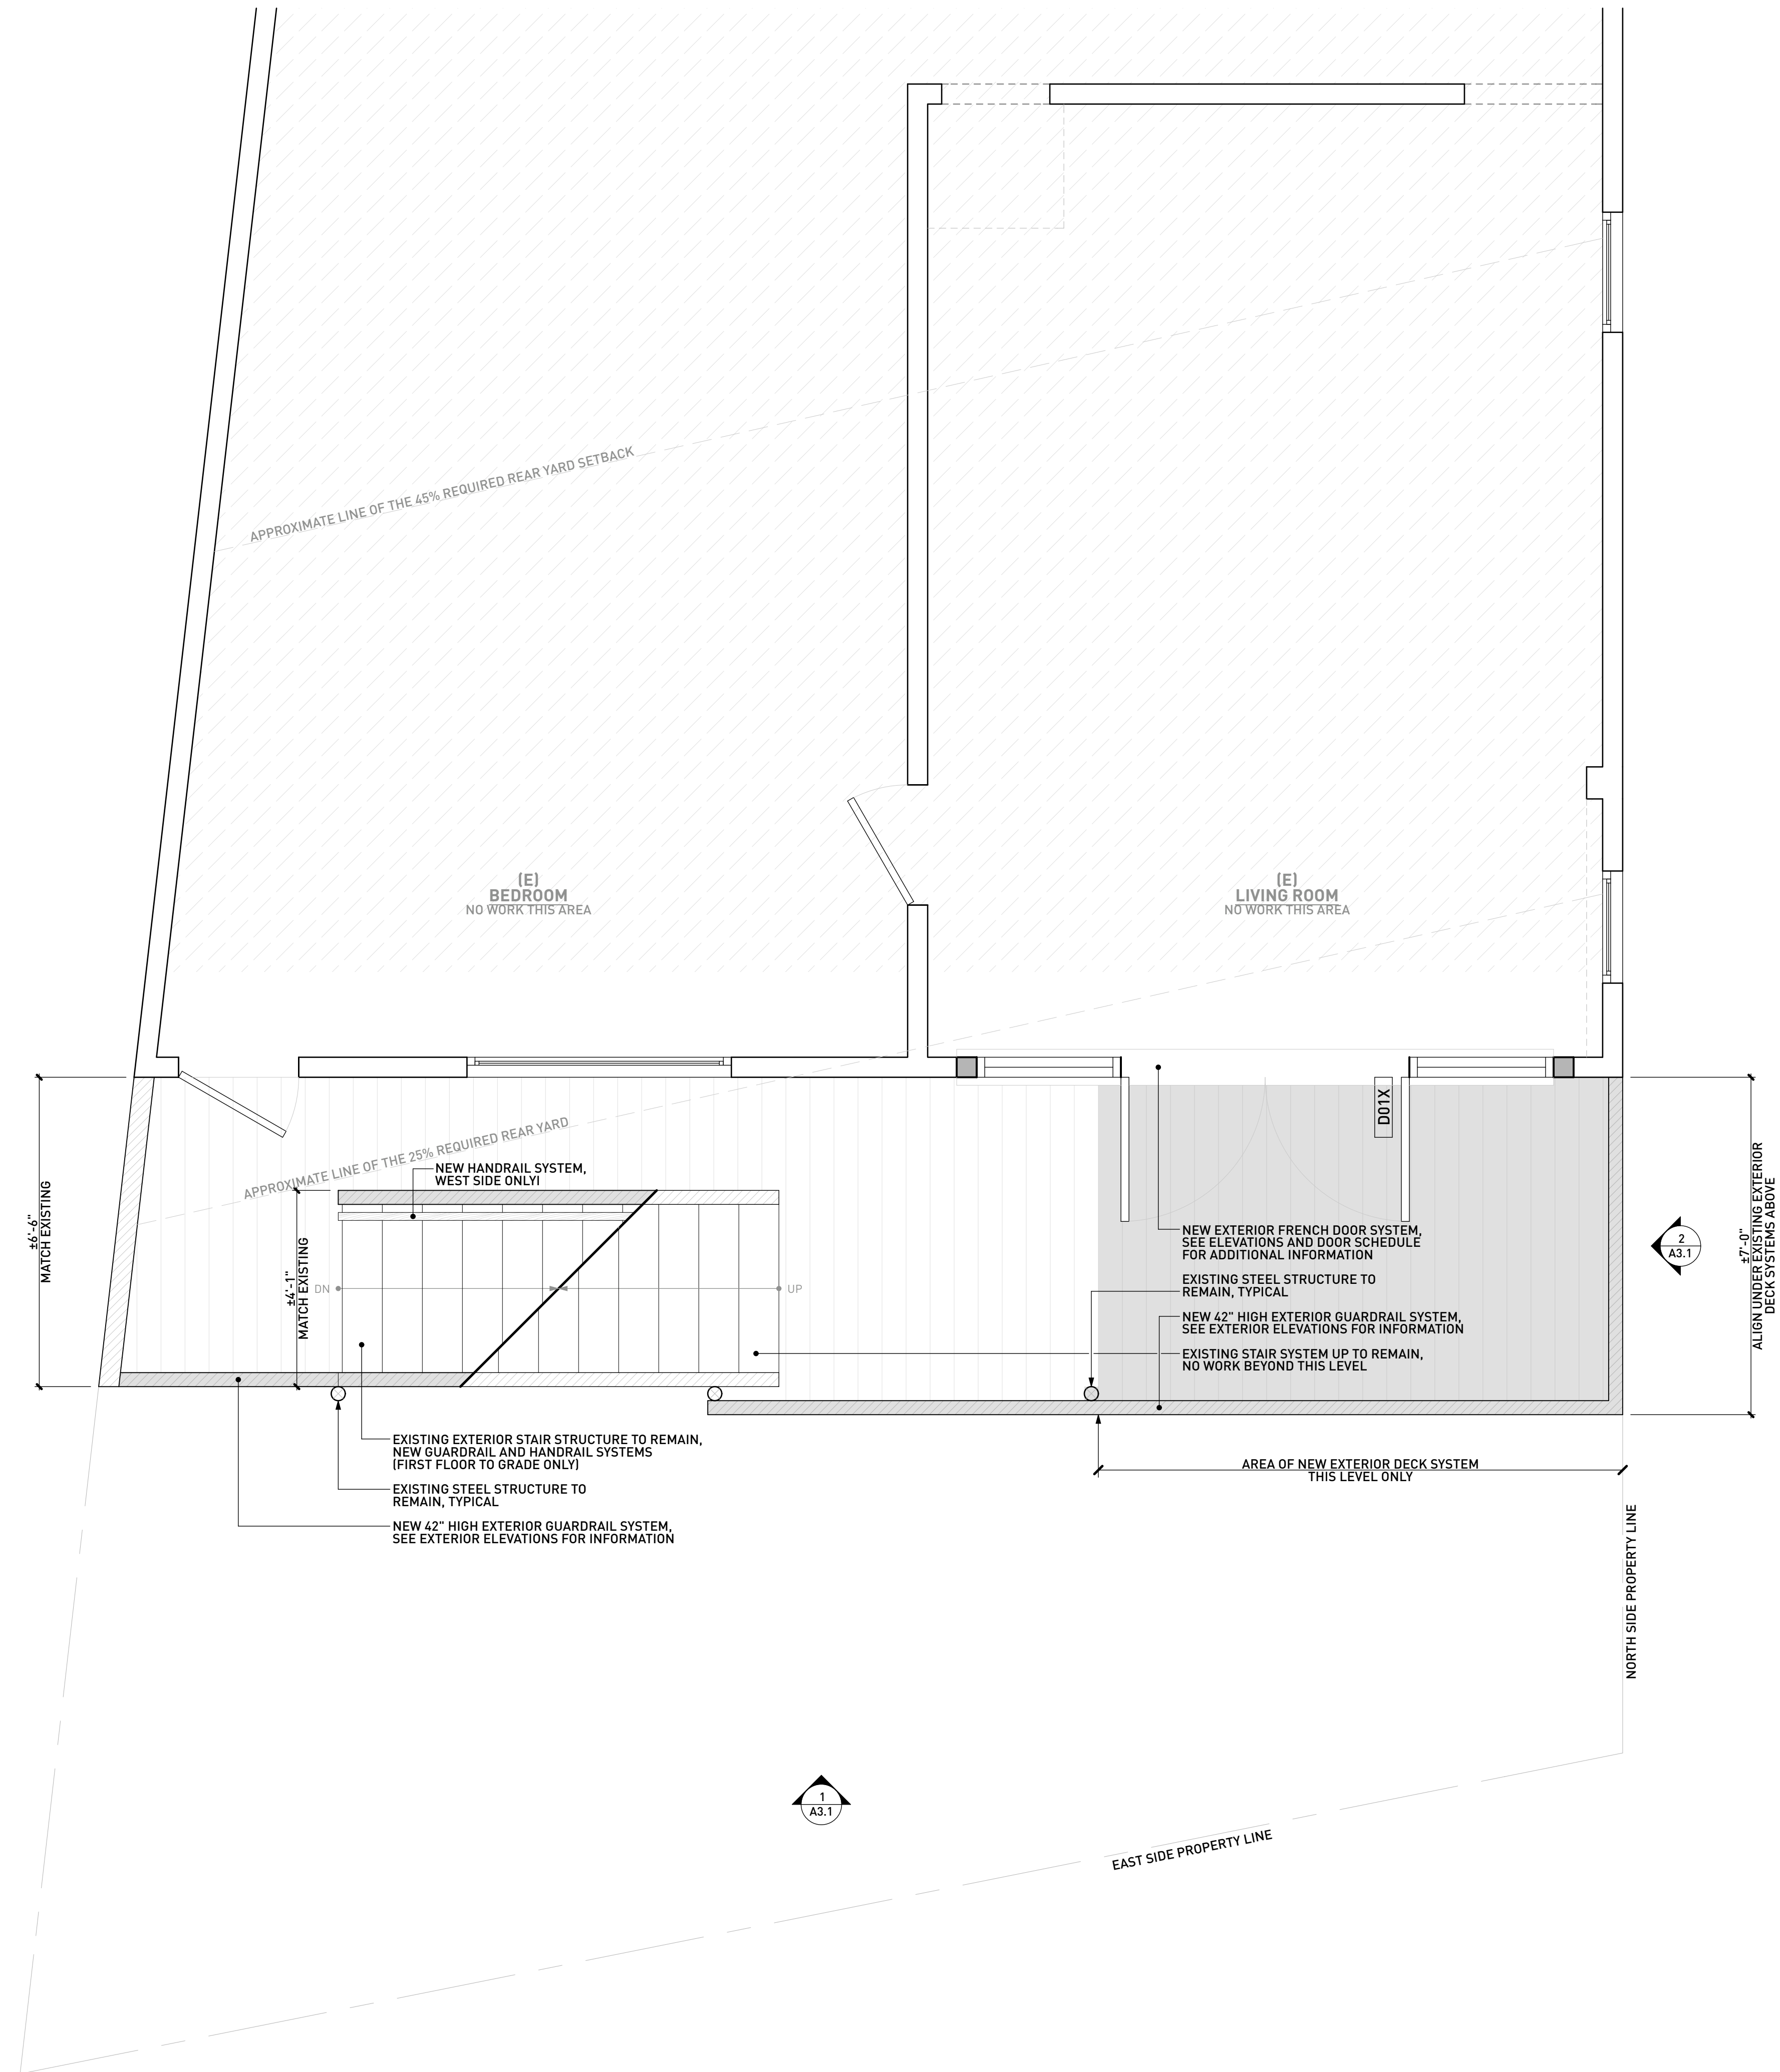 APPROXIMATE LINE OF THE 45% REQUIRED REAR YARD SETBACK
(E)
BEDROOM
NO WORK THIS AREA
(E)
LIVING ROOM
NO WORK THIS AREA
D01X
APPROXIMATE LINE OF THE 25% REQUIRED REAR YARD
NEW HANDRAIL SYSTEM,
WEST SIDE ONLYI
±6'-6"
MATCH EXISTING
±4'-1"
MATCH EXISTING
DN
UP
NEW EXTERIOR FRENCH DOOR SYSTEM,
SEE ELEVATIONS AND DOOR SCHEDULE
FOR ADDITIONAL INFORMATION
EXISTING STEEL STRUCTURE TO
REMAIN, TYPICAL
NEW 42" HIGH EXTERIOR GUARDRAIL SYSTEM,
SEE EXTERIOR ELEVATIONS FOR INFORMATION
EXISTING STAIR SYSTEM UP TO REMAIN,
NO WORK BEYOND THIS LEVEL
2
A3.1
±7'-0"
ALIGN UNDER EXISTING EXTERIOR
DECK SYSTEMS ABOVE
EXISTING EXTERIOR STAIR STRUCTURE TO REMAIN,
NEW GUARDRAIL AND HANDRAIL SYSTEMS
(FIRST FLOOR TO GRADE ONLY)
EXISTING STEEL STRUCTURE TO
REMAIN, TYPICAL
NEW 42" HIGH EXTERIOR GUARDRAIL SYSTEM,
SEE EXTERIOR ELEVATIONS FOR INFORMATION
AREA OF NEW EXTERIOR DECK SYSTEM
THIS LEVEL ONLY
NORTH SIDE PROPERTY LINE
1
A3.1
EAST SIDE PROPERTY LINE